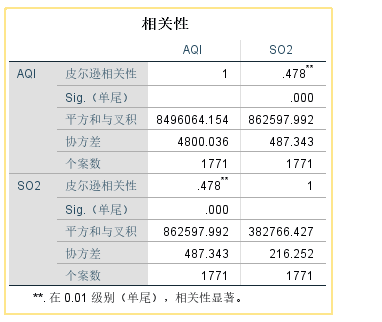 相关性
AQI SO2
AQI 皮尔逊相关性 1 .478**
Sig.（单尾） .000
平方和与叉积 8496064.154 862597.992
协方差 4800.036 487.343
个案数 1771 1771
SO2 皮尔逊相关性 .478** 1
Sig.（单尾） .000
平方和与叉积 862597.992 382766.427
协方差 487.343 216.252
个案数 1771 1771
**. 在 0.01 级别（单尾），相关性显著。